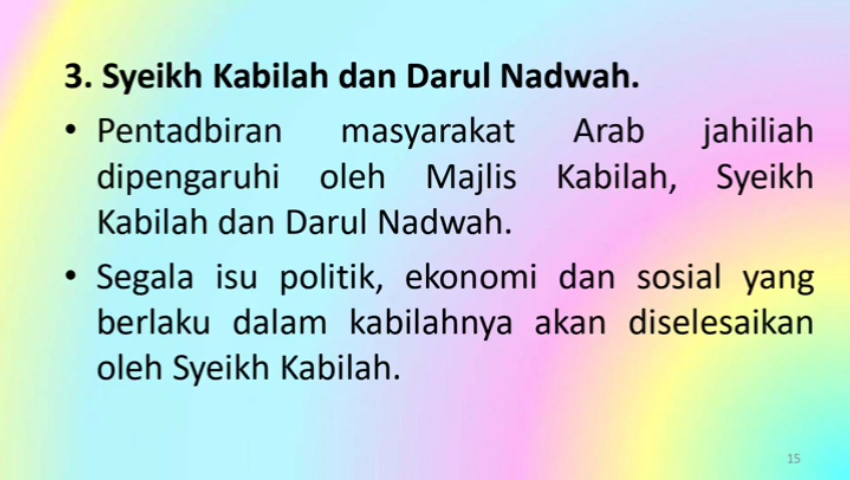 3. Syeikh Kabilah dan Darul Nadwah.
• Pentadbiran masyarakat Arab jahiliah
dipengaruhi oleh Majlis Kabilah, Syeikh
Kabilah dan Darul Nadwah.
• Segala isu politik, ekonomi dan sosial yang
berlaku dalam kabilahnya akan diselesaikan
oleh Syeikh Kabilah.
15